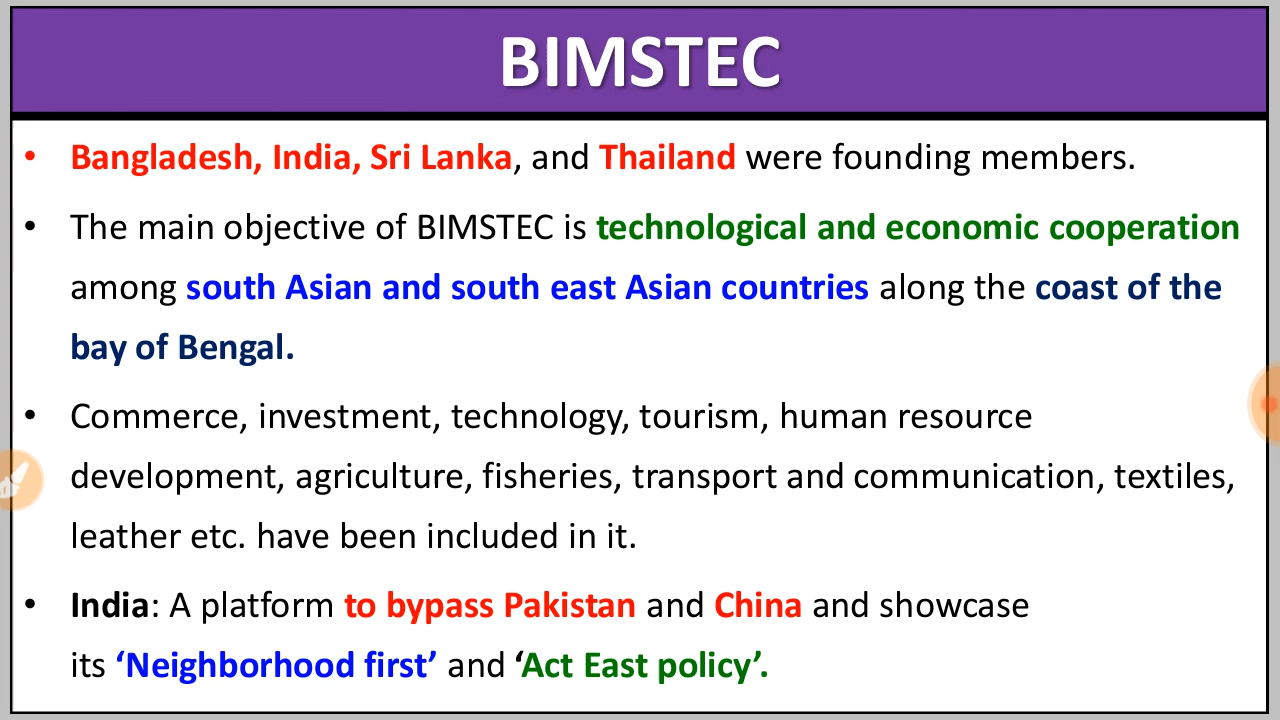 BIMSTEC
• Bangladesh, India, Sri Lanka, and Thailand were founding members.
• The main objective of BIMSTEC is technological and economic cooperation
among south Asian and south east Asian countries along the coast of the
bay of Bengal.
• Commerce, investment, technology, tourism, human resource
development, agriculture, fisheries, transport and communication, textiles,
leather etc. have been included in it.
• India: A platform to bypass Pakistan and China and showcase
its ‘Neighborhood first’ and ‘Act East policy’.